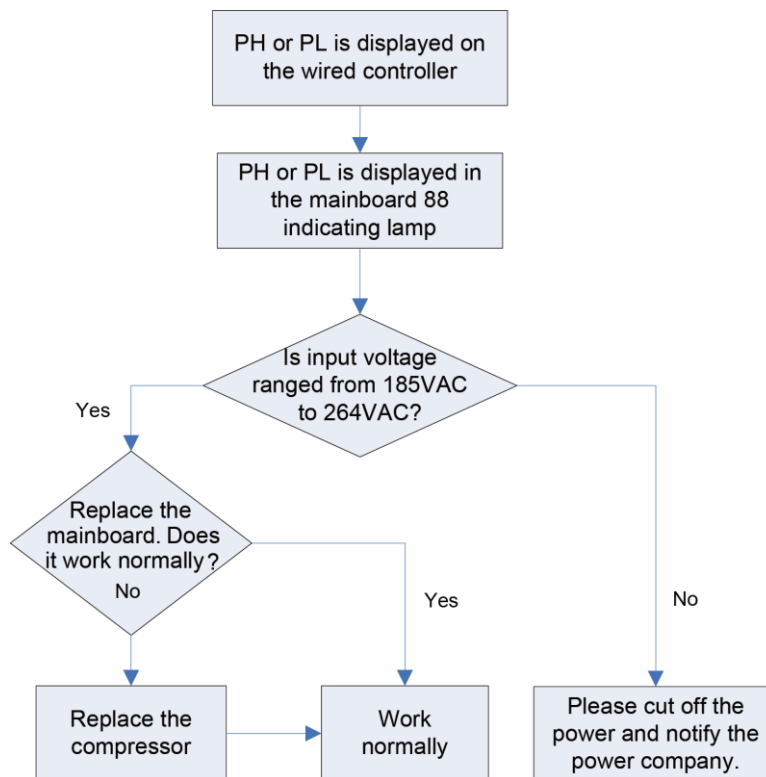 PH or PL is displayed on
the wired controller
PH or PL is displayed in
the mainboard 88
indicating lamp
Is input voltage
ranged from 185VAC
to 264VAC?
Yes
Replace the
mainboard. Does
it work normally?
No
Yes
No
Replace the
compressor
Work
normally
Please cut off the
power and notify the
power company.